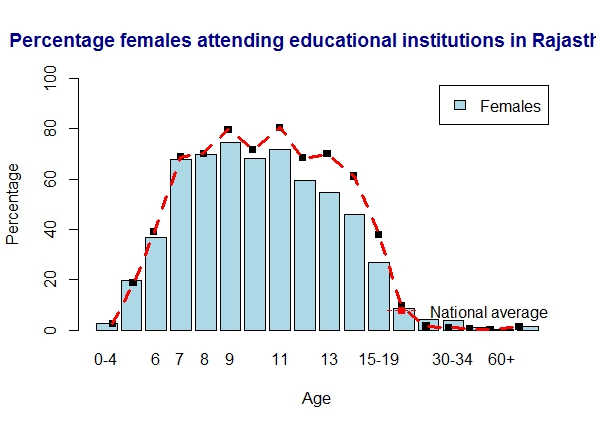 Percentage females attending educational institutions in Rajasth
100
80
60
40
20
0
Percentage
Females
National average
0-4 6 7 8 9 11 13 15-19 30-34 60+
Age